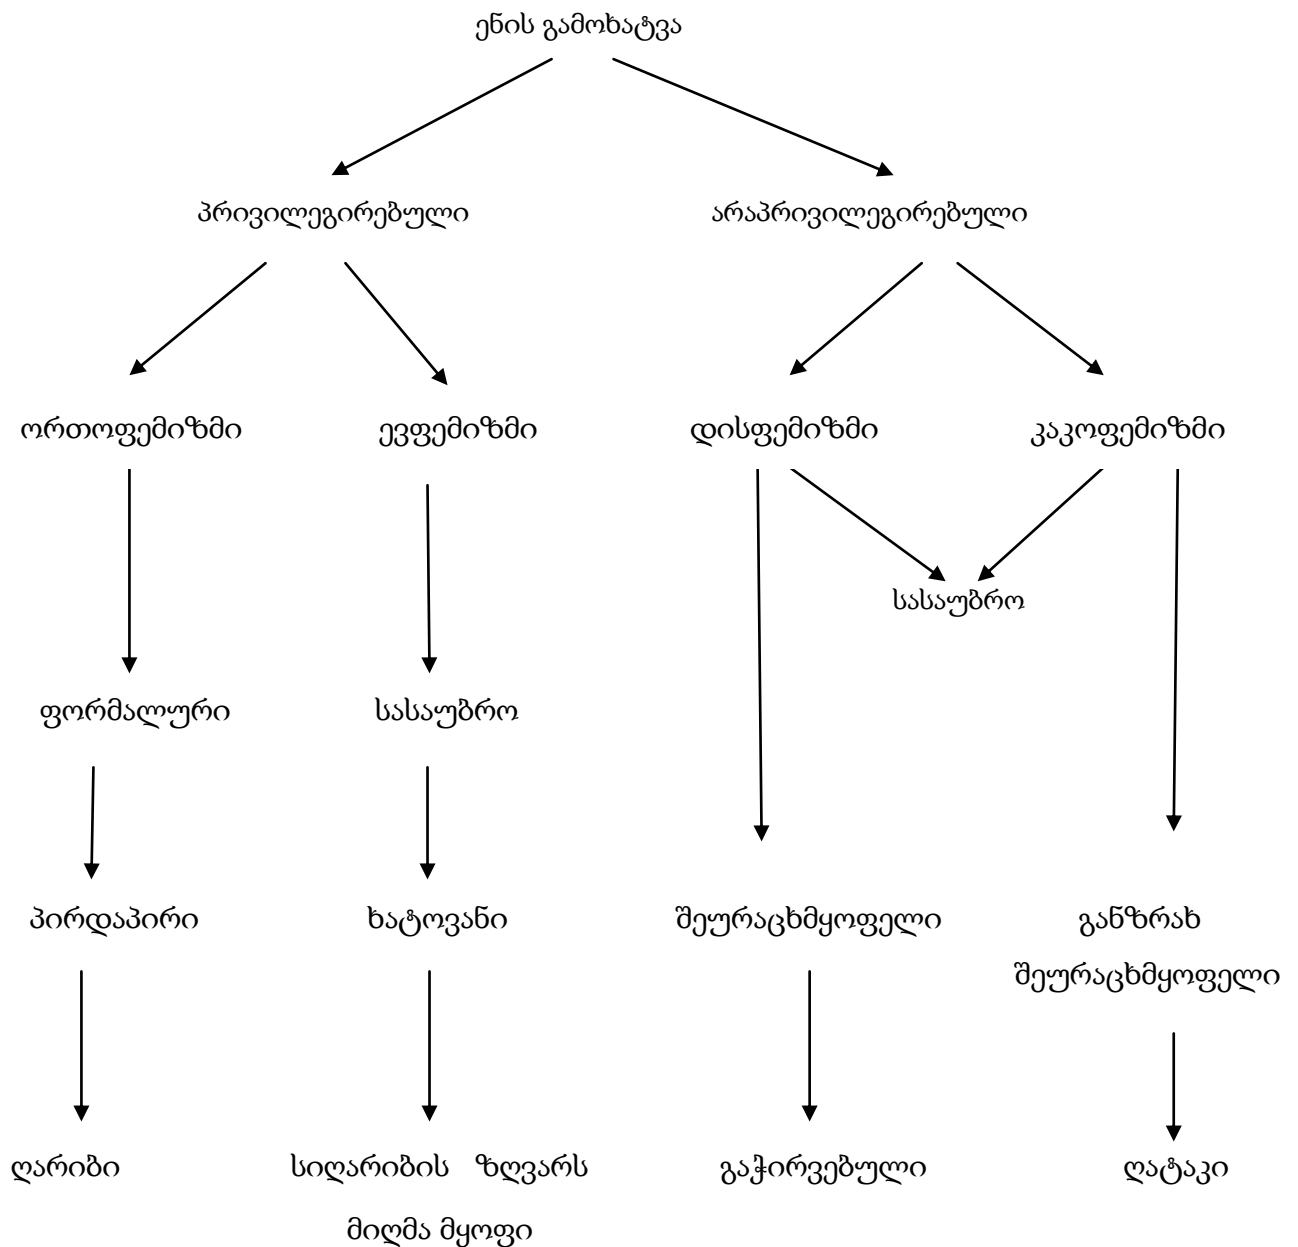 ენის გამოხატვა
პრივილეგირებული არაპრივილეგირებული
ორთოფემიზმი ევფემიზმი დისფემიზმი კაკოფემიზმი
სასაუბრო
ფორმალური სასაუბრო
პირდაპირი ხატოვანი შეურაცხმყოფელი განზრახ
შეურაცხმყოფელი
ღარიბი სიღარიბის ზღვარს გაჭირვებული ღატაკი
მიღმა მყოფი